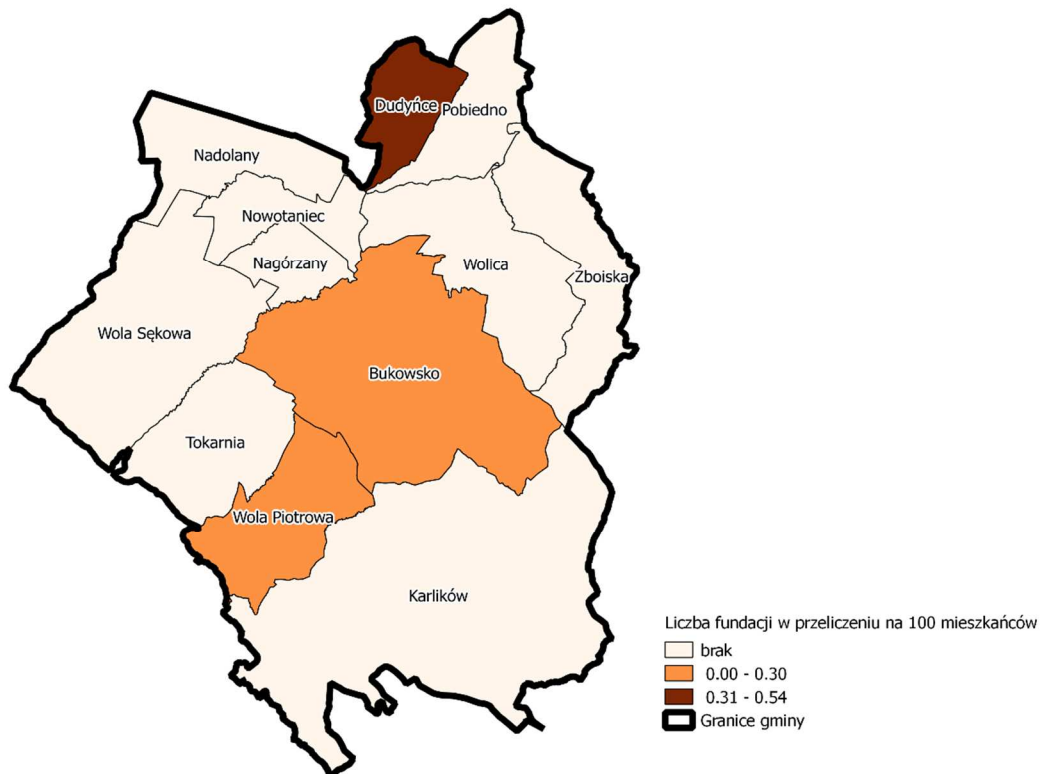 Dudyńce
Pobiedno
Nadolany
Nowotaniec
Nagórzany
Wolica
Zboiska
Wola Sękowa
Bukowsko
Tokarnia
Wola Piotrowa
Karlików
Liczba fundacji w przeliczeniu na 100 mieszkańców
brak
0.00 - 0.30
0.31 - 0.54
Granice gminy